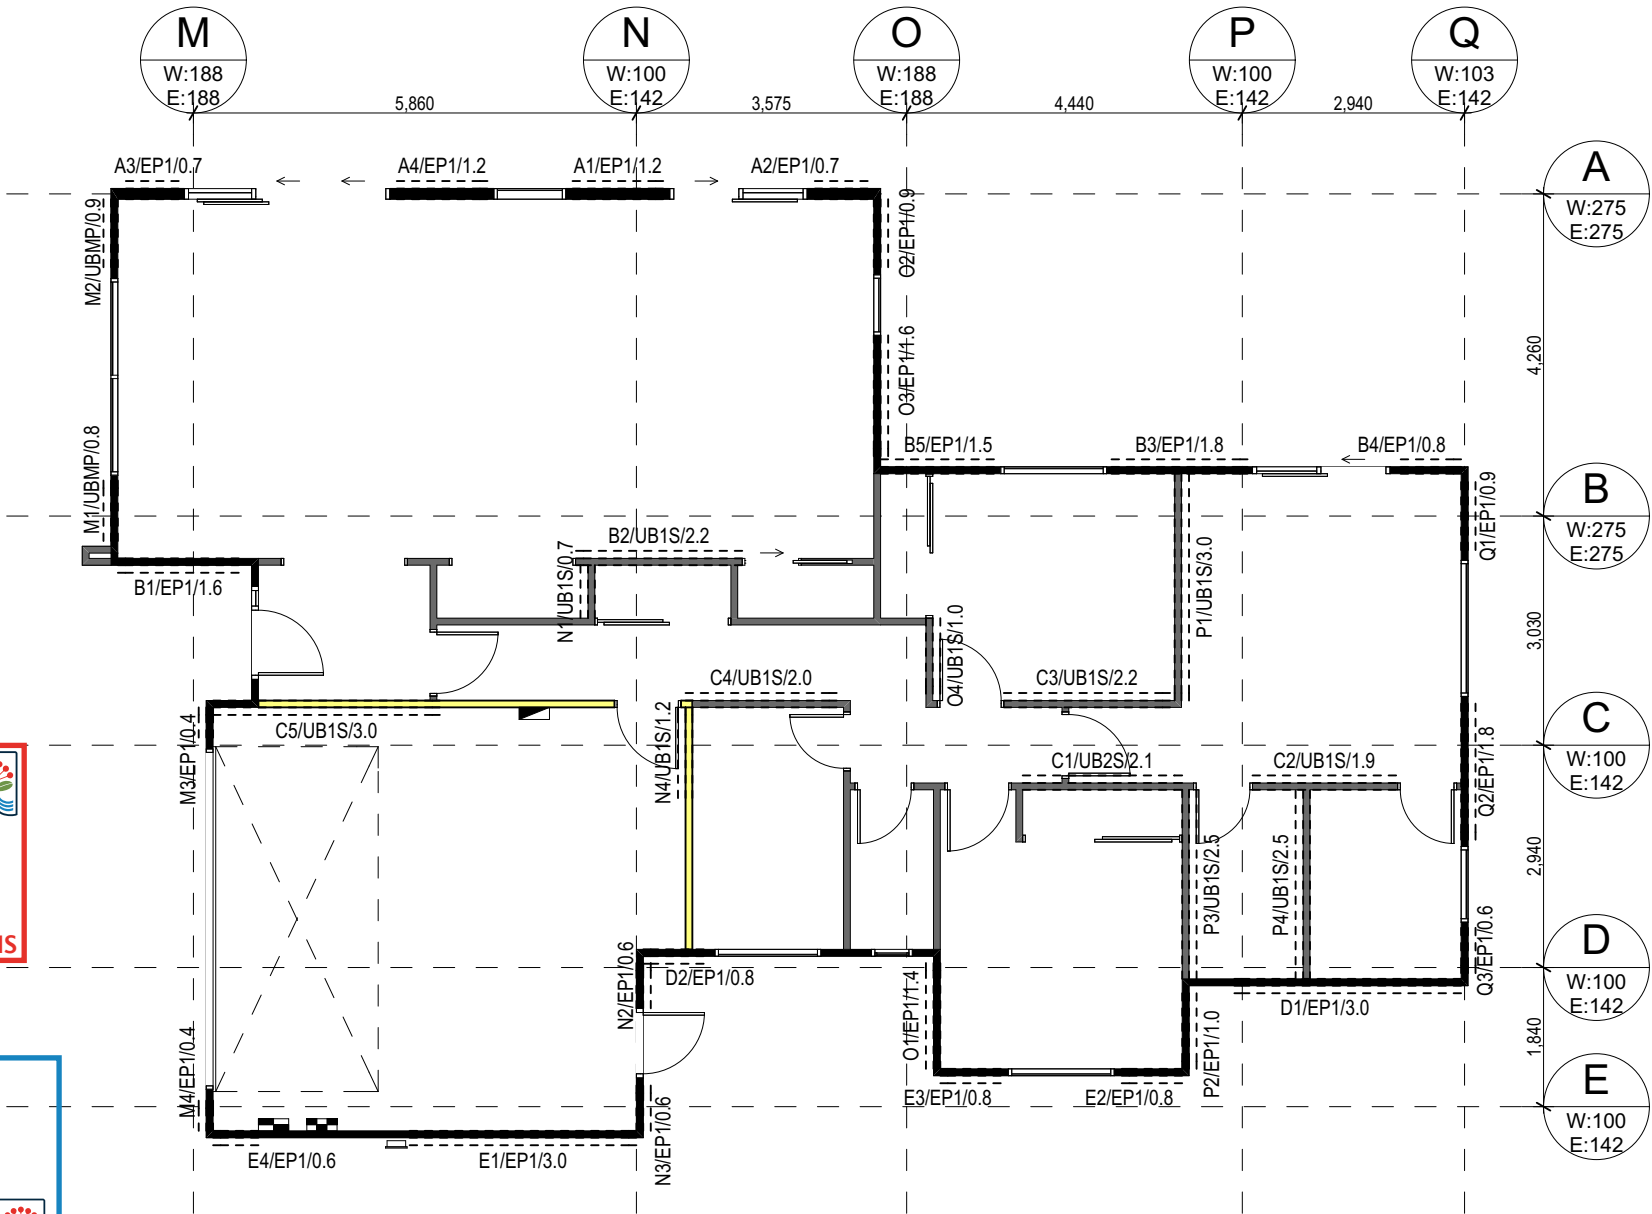 M
W:188
E:188
N
W:100
E:142
O
W:188
E:188
P
W:100
E:142
Q
W:103
E:142
5,860
3,575
4,440
2,940
A3/EP1/0.7
A4/EP1/1.2
A1/EP1/1.2
A2/EP1/0.7
A
W:275
E:275
M2/UBMP/0.9
O2/EP1/0.9
O3/EP1/1.6
4,260
M1/UBMP/0.8
B5/EP1/1.5
B3/EP1/1.8
B4/EP1/0.8
B
W:275
E:275
Q1/EP1/0.9
B2/UB1S/2.2
B1/EP1/1.6
N1/UB1S/0.7
P1/UB1S/3.0
O4/UB1S/1.0
3,030
C4/UB1S/2.0
C3/UB1S/2.2
C5/UB1S/3.0
M3/EP1/0.4
N4/UB1S/1.2
C1/UB2S/2.1
C2/UB1S/1.9
Q2/EP1/1.8
C
W:100
E:142
P3/UB1S/2.5
P4/UB1S/2.5
2,940
IS
D2/EP1/0.8
N2/EP1/0.6
O1/EP1/1.4
Q3/EP1/0.6
D1/EP1/3.0
D
W:100
E:142
M4/EP1/0.4
P2/EP1/1.0
1,840
E3/EP1/0.8
E2/EP1/0.8
E
W:100
E:142
E4/EP1/0.6
E1/EP1/3.0
N3/EP1/0.6